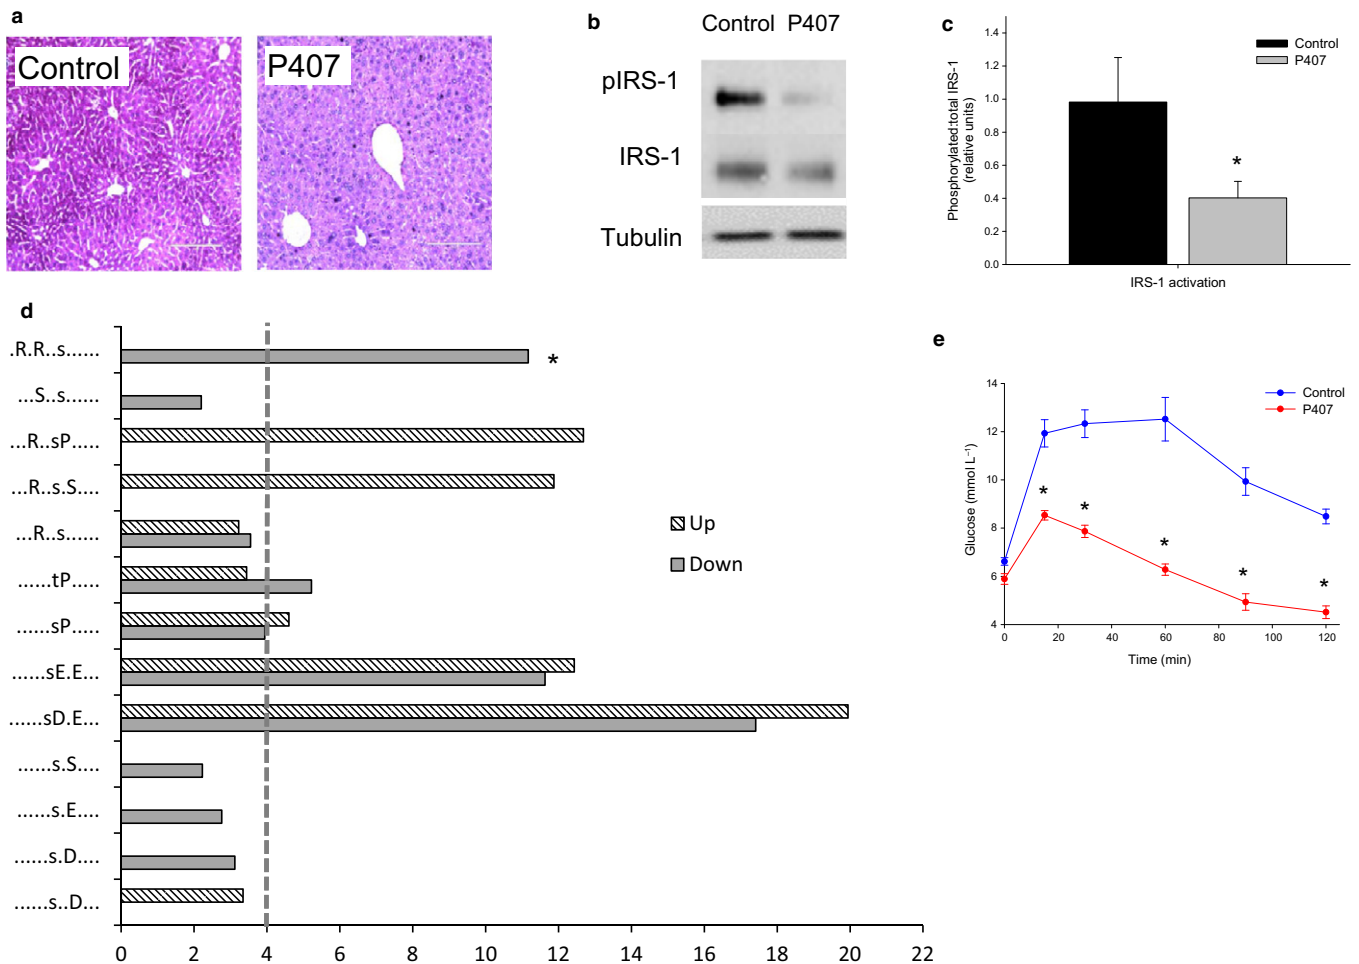 a
Control
P407
b
Control P407
pIRS-1
IRS-1
Tubulin
c
1.4
1.2
1.0
0.8
0.6
0.4
0.2
0.0
Phosphorylated:total IRS-1
(relative units)
Control
P407
*
IRS-1 activation
d
.R.R..s......
...S..s......
...R..sP.....
...R..s.S....
...R..s......
......tP.....
......sP.....
......sE.E...
......sD.E...
......s.S....
......s.E....
......s.D....
......s..D...
*
Up
Down
0 2 4 6 8 10 12 14 16 18 20 22
e
14
12
10
8
6
4
Glucose (mmol L⁻¹)
Control
P407
* * * * *
0 20 40 60 80 100 120
Time (min)